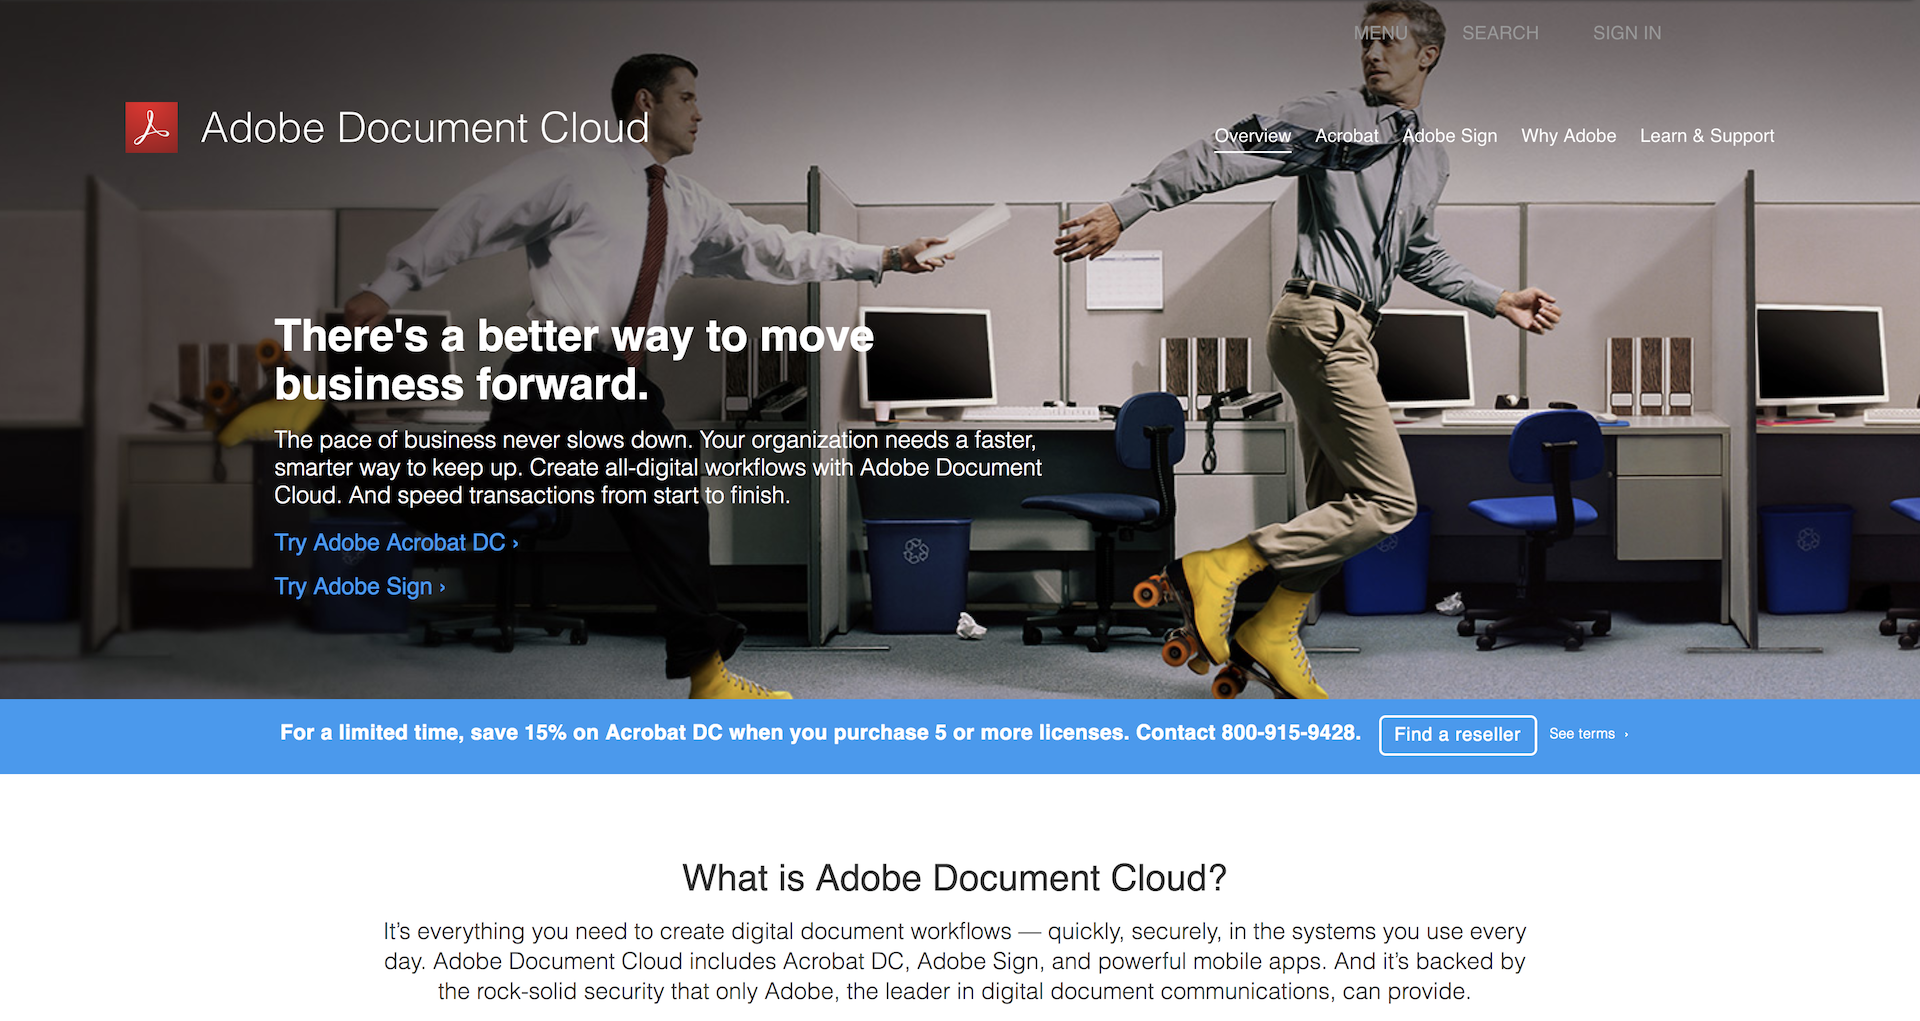 MENU SEARCH SIGN IN
Adobe Document Cloud
Overview Acrobat Adobe Sign Why Adobe Learn & Support
There's a better way to move
business forward.
The pace of business never slows down. Your organization needs a faster,
smarter way to keep up. Create all-digital workflows with Adobe Document
Cloud. And speed transactions from start to finish.
Try Adobe Acrobat DC ›
Try Adobe Sign ›
For a limited time, save 15% on Acrobat DC when you purchase 5 or more licenses. Contact 800-915-9428. Find a reseller See terms ›
What is Adobe Document Cloud?
It’s everything you need to create digital document workflows — quickly, securely, in the systems you use every
day. Adobe Document Cloud includes Acrobat DC, Adobe Sign, and powerful mobile apps. And it’s backed by
the rock-solid security that only Adobe, the leader in digital document communications, can provide.